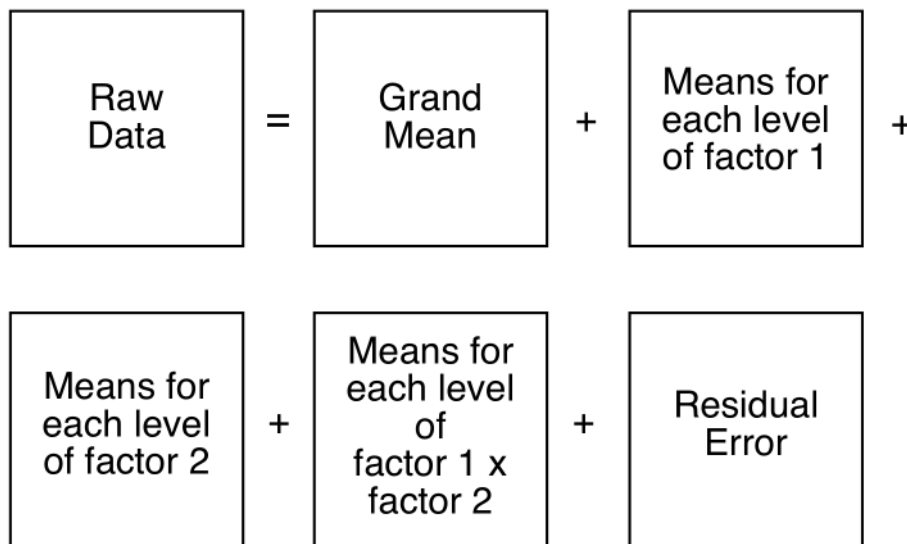 Raw
Data
=
Grand
Mean
+
Means for
each level
of factor 1
+
Means for
each level
of factor 2
+
Means for
each level
of
factor 1 x
factor 2
+
Residual
Error